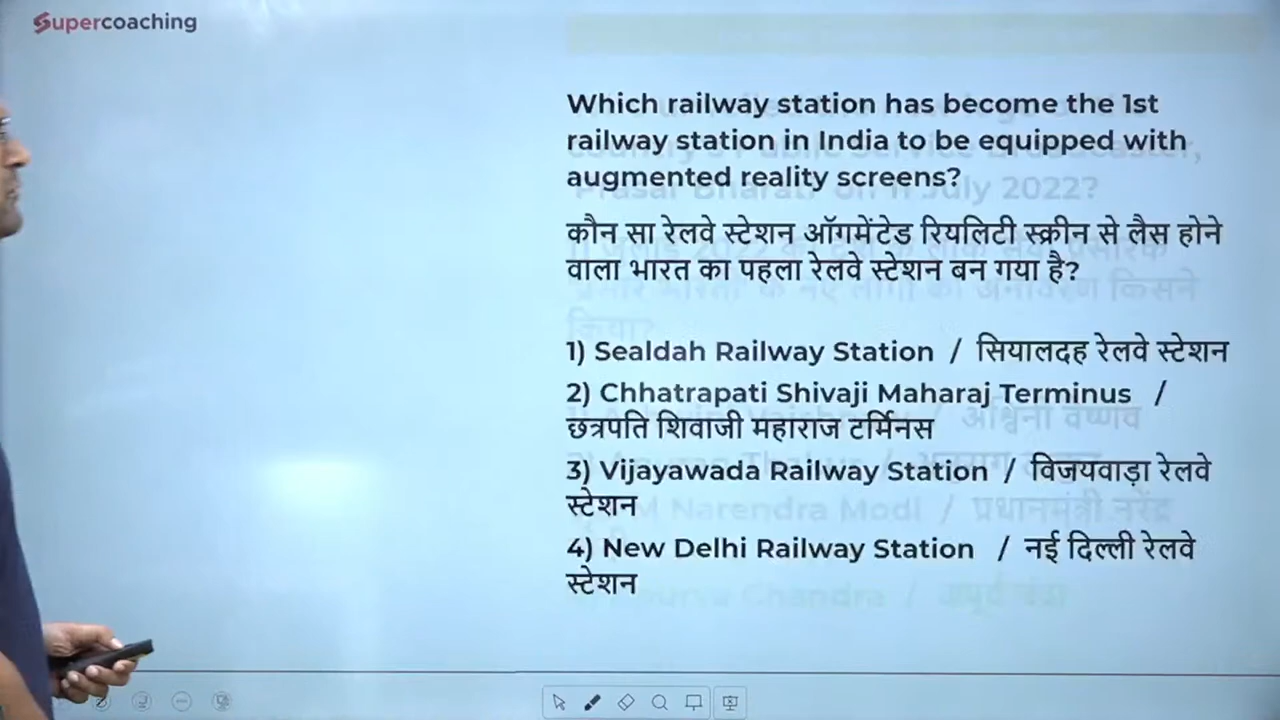 Supercoaching
Which railway station has become the 1st
railway station in India to be equipped with
augmented reality screens?
कौन सा रेलवे स्टेशन ऑगमेंटेड रियलिटी स्क्रीन से लैस होने
वाला भारत का पहला रेलवे स्टेशन बन गया है?
1) Sealdah Railway Station / सियालदह रेलवे स्टेशन
2) Chhatrapati Shivaji Maharaj Terminus /
छत्रपति शिवाजी महाराज टर्मिनस
3) Vijayawada Railway Station / विजयवाड़ा रेलवे
स्टेशन
4) New Delhi Railway Station / नई दिल्ली रेलवे
स्टेशन